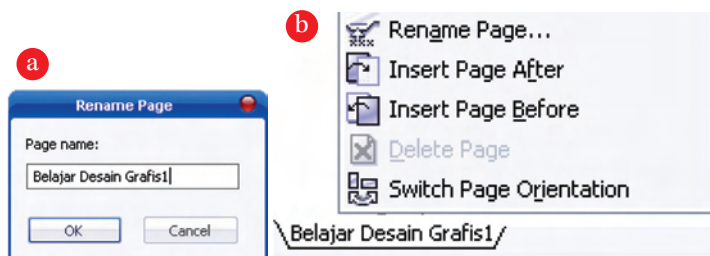 a
Rename Page
Page name:
Belajar Desain Grafis1
OK
Cancel
b
xxx
Rename Page...
Insert Page After
Insert Page Before
Delete Page
Switch Page Orientation
Belajar Desain Grafis1